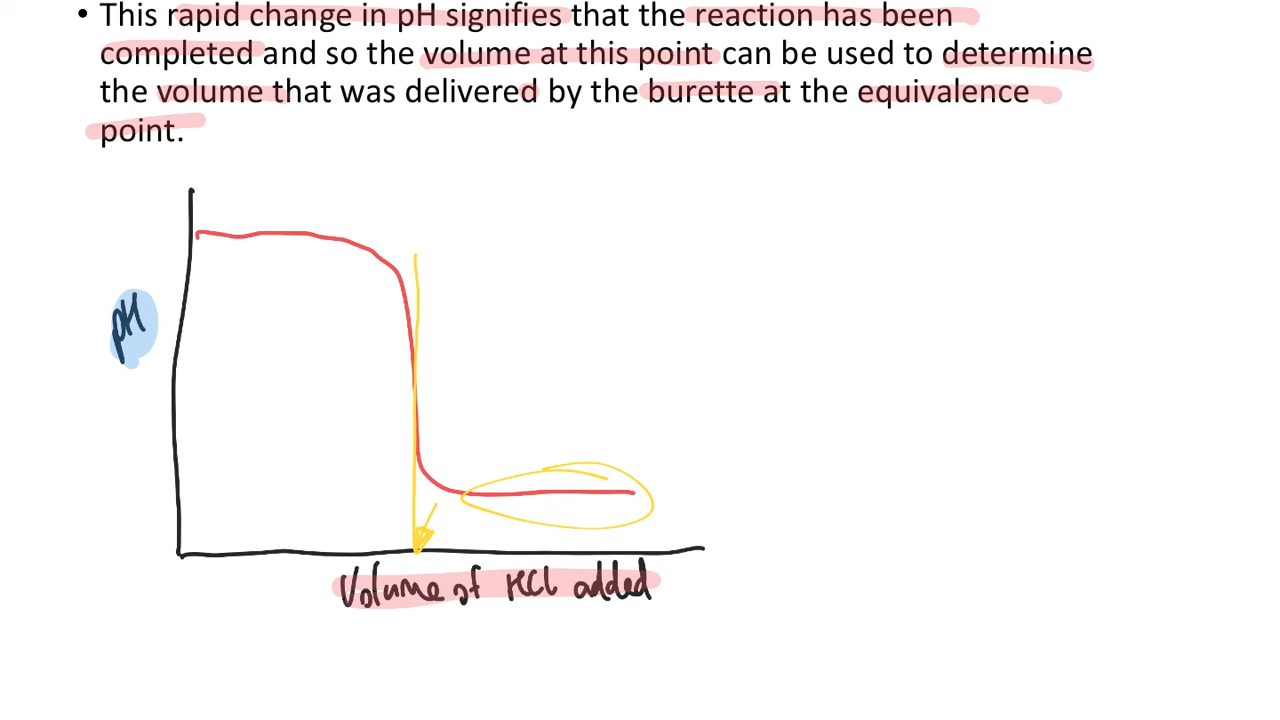 • This rapid change in pH signifies that the reaction has been
completed and so the volume at this point can be used to determine
the volume that was delivered by the burette at the equivalence
point.
pH
Volume of HCl added